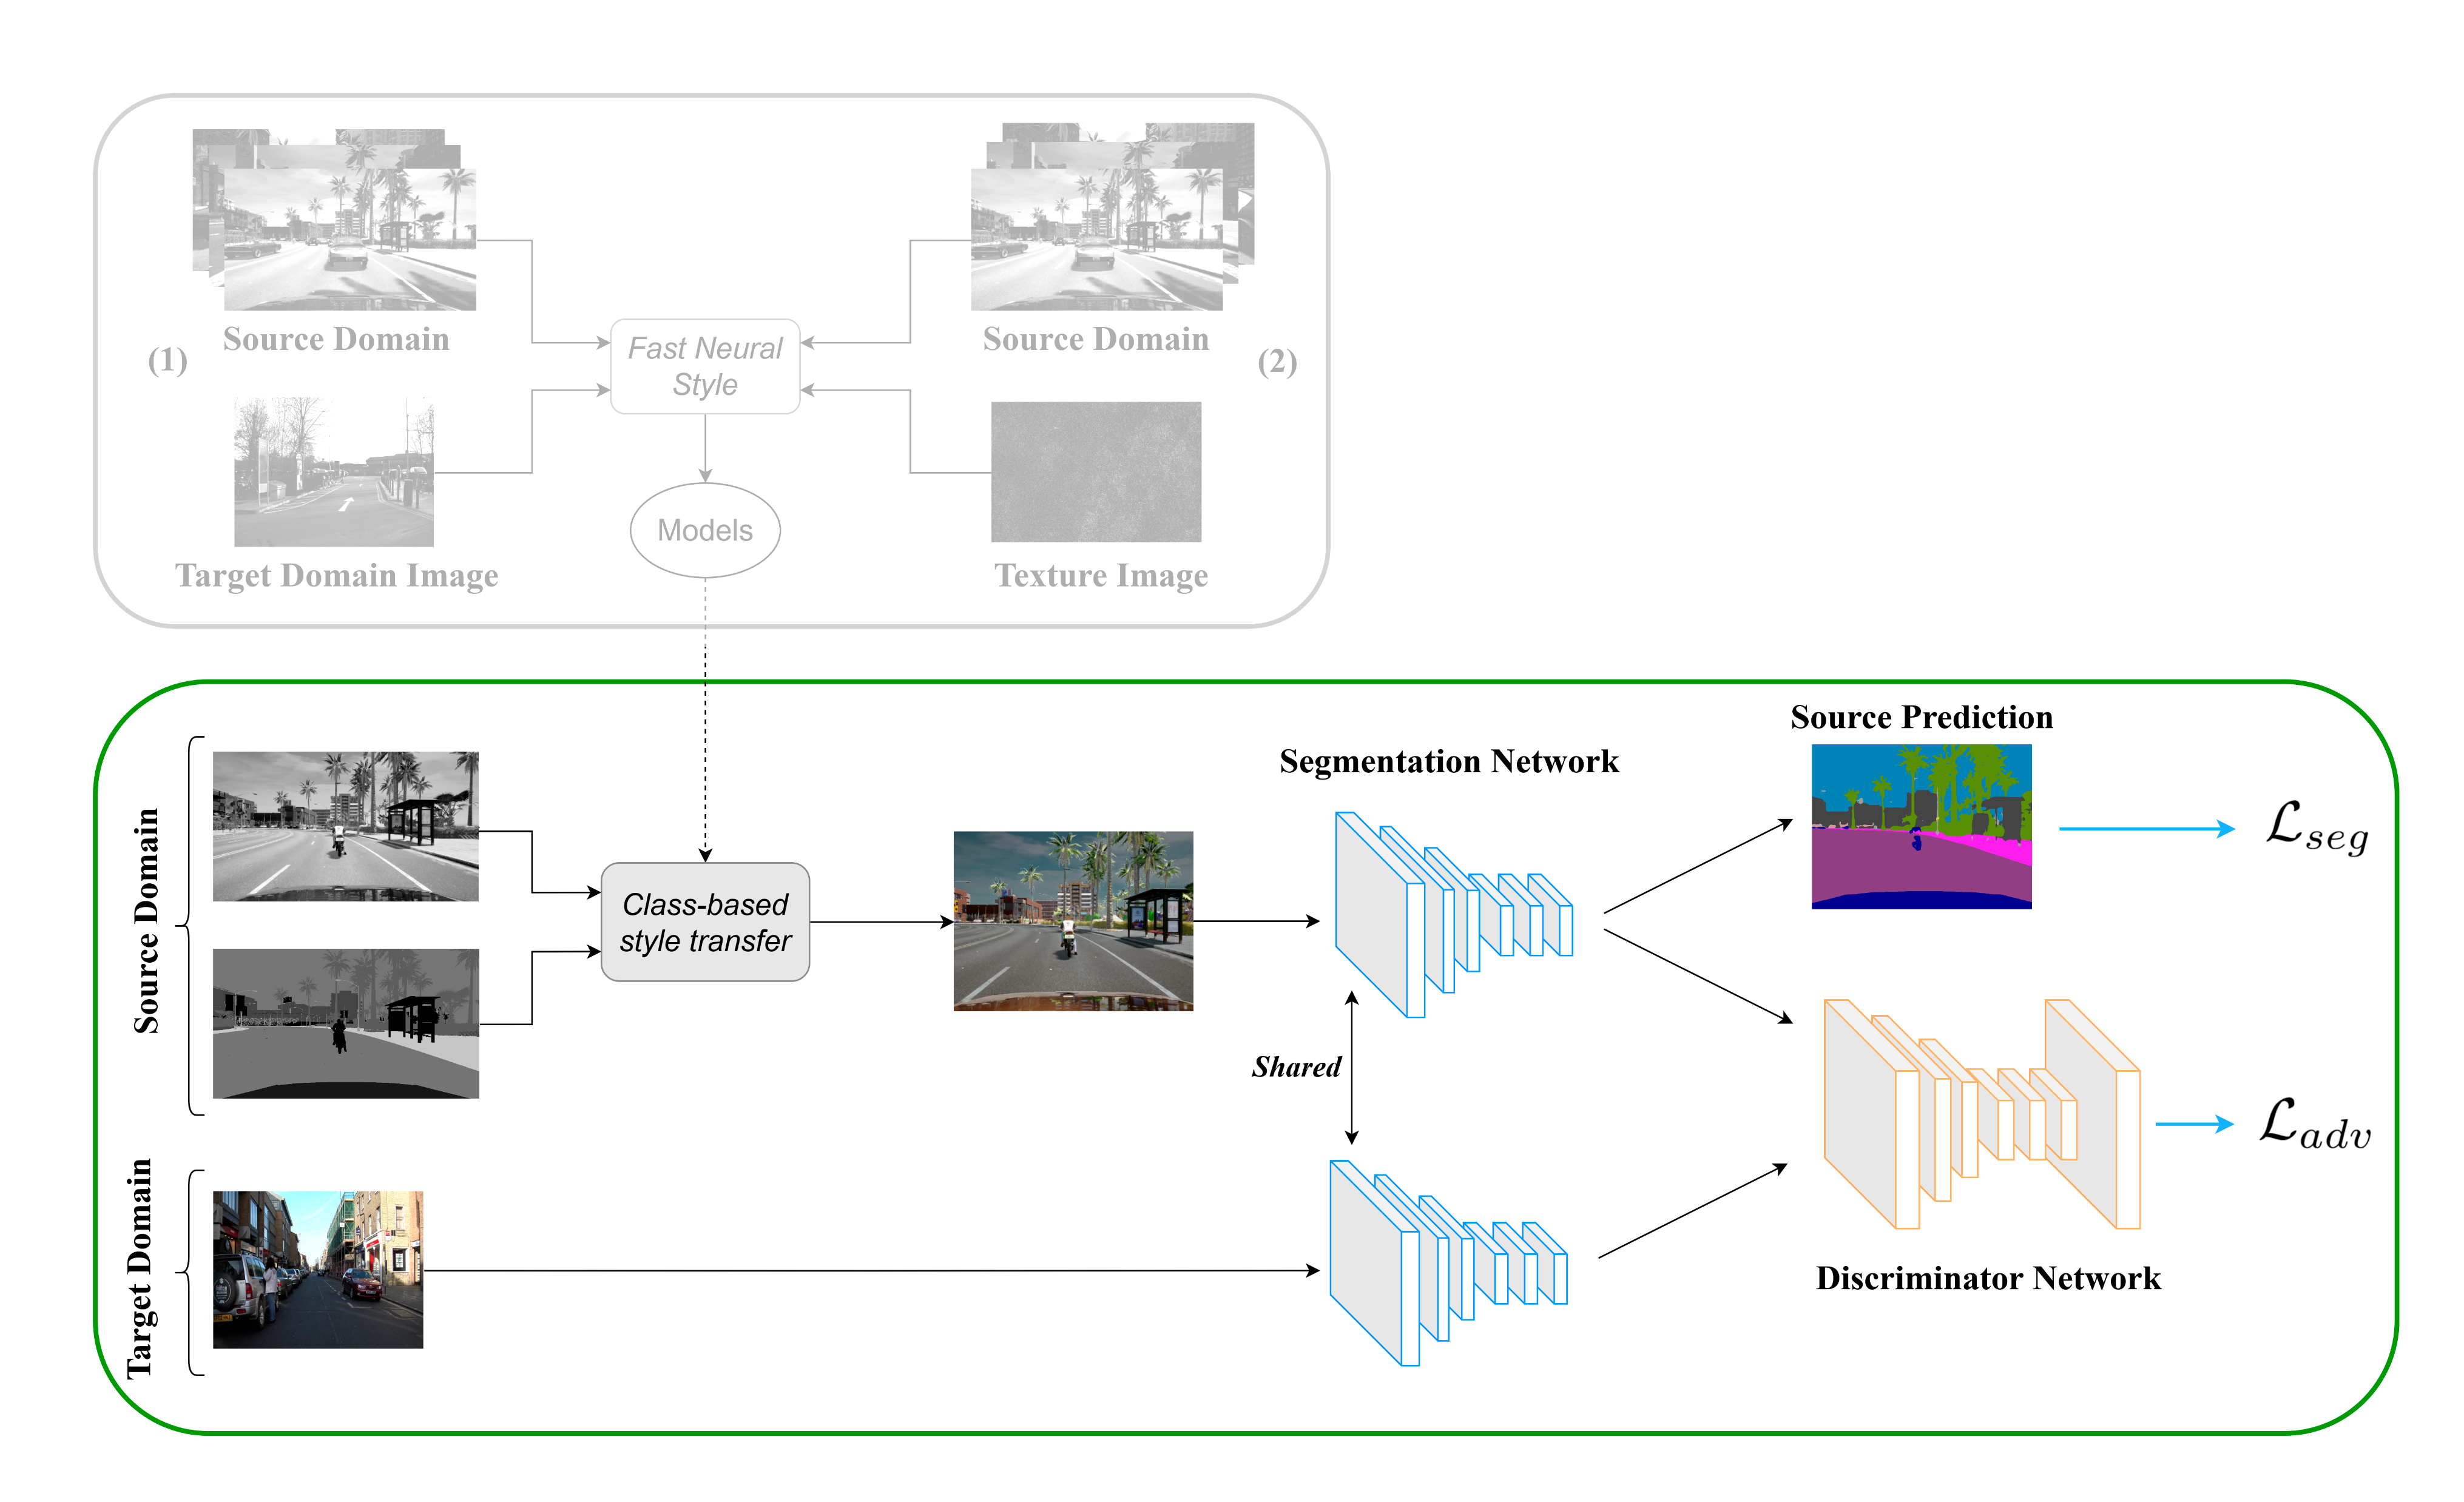 Source Domain
(1)
Target Domain Image
Fast Neural
Style
Models
Source Domain
(2)
Texture Image
Source Domain
Target Domain
Class-based
style transfer
Segmentation Network
Shared
Source Prediction
Discriminator Network
ℒseg
ℒadv